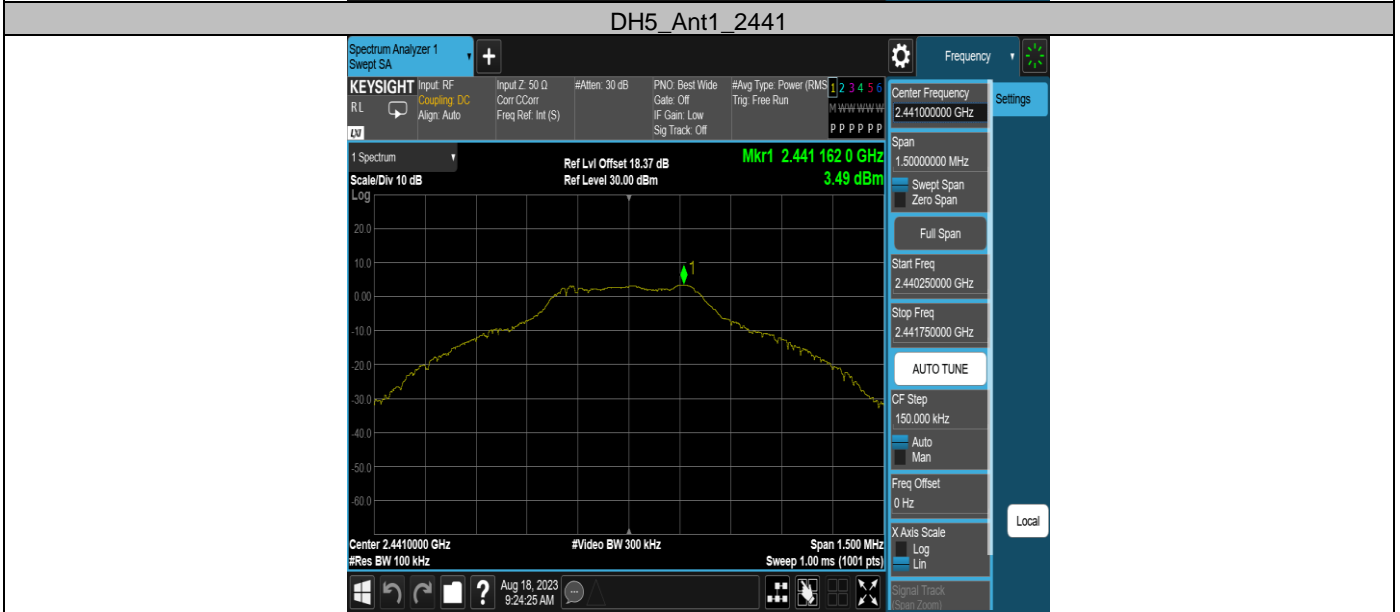 DH5_Ant1_2441
Spectrum Analyzer 1
Swept SA
Frequency
KEYSIGHT
RL
LXI
Input: RF
Coupling: DC
Align: Auto
Input Z: 50 Ω
Corr CCorr
Freq Ref: Int (S)
#Atten: 30 dB
PNO: Best Wide
Gate: Off
IF Gain: Low
Sig Track: Off
#Avg Type: Power (RMS
Trig: Free Run
1 2 3 4 5 6
M W W W W W
P P P P P P
1 Spectrum
Scale/Div 10 dB
Log
Ref Lvl Offset 18.37 dB
Ref Level 30.00 dBm
Mkr1 2.441 162 0 GHz
3.49 dBm
20.0
10.0
0.00
-10.0
-20.0
-30.0
-40.0
-50.0
-60.0
1
Center 2.4410000 GHz
#Res BW 100 kHz
#Video BW 300 kHz
Span 1.500 MHz
Sweep 1.00 ms (1001 pts)
Aug 18, 2023
9:24:25 AM
Center Frequency
2.441000000 GHz
Settings
Span
1.50000000 MHz
Swept Span
Zero Span
Full Span
Start Freq
2.440250000 GHz
Stop Freq
2.441750000 GHz
AUTO TUNE
CF Step
150.000 kHz
Auto
Man
Freq Offset
0 Hz
X Axis Scale
Log
Lin
Local
Signal Track
(Span Zoom)